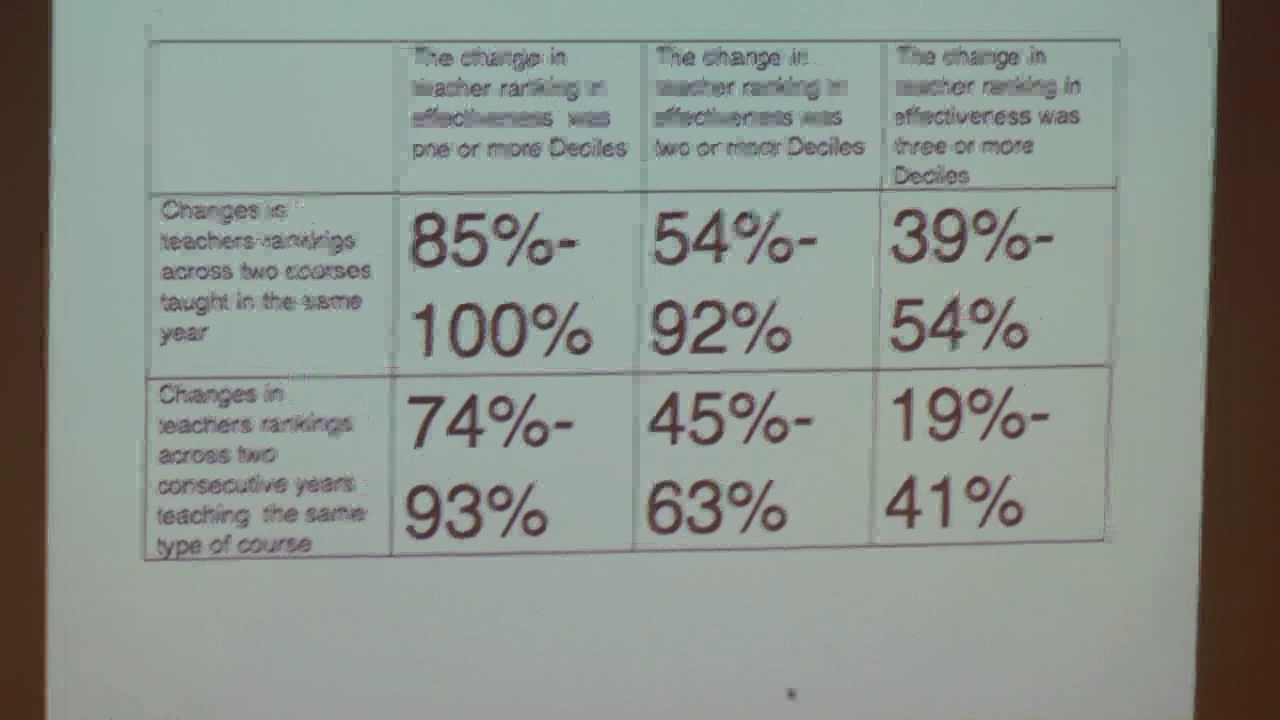 The change in
teacher ranking in
effectiveness was
one or more Deciles
The change in
teacher ranking in
effectiveness was
two or more Deciles
The change in
teacher ranking in
effectiveness was
three or more
Deciles
Changes in
teachers rankings
across two courses
taught in the same
year
85%-
100%
54%-
92%
39%-
54%
Changes in
teachers rankings
across two
consecutive years
teaching the same
type of course
74%-
93%
45%-
63%
19%-
41%